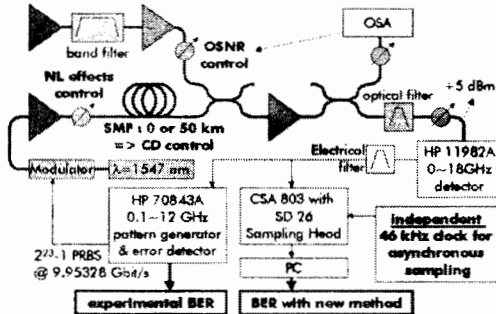 band filter
OSNR
control
OSA
NL effects
control
SMF : 0 or 50 km
=> CD control
optical filter
+5 dBm
Modulator
λ=1547 nm
Electrical
filter
HP 11982A
0~18GHz
detector
HP 70843A
0.1~12 GHz
pattern generator
& error detector
CSA 803 with
SD 26
Sampling Head
independent
46 kHz clock for
asynchronous
sampling
2²³-1 PRBS
@ 9.95328 Gbit/s
PC
experimental BER
BER with new method